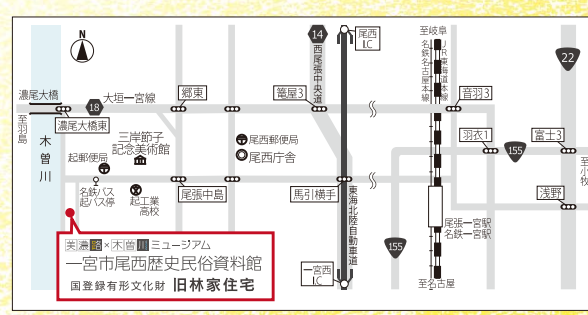 N
14
尾西
I.C
至岐阜
名鉄名古屋本線
JR東海道本線
西尾張中央道
22
濃尾大橋
18
大垣一宮線
郷東
篭屋3
音羽3
濃尾大橋東
至羽島
木曽川
三岸節子
記念美術館
尾西郵便局
尾西庁舎
羽衣1
155
富士3
至小牧
起郵便局
名鉄バス
起バス停
起工業
高校
尾張中島
馬引横手
東海北陸自動車道
浅野
尾張一宮駅
名鉄一宮駅
155
美濃路×木曽川ミュージアム
一宮市尾西歴史民俗資料館
国登録有形文化財 旧林家住宅
一宮西
I.C
至名古屋